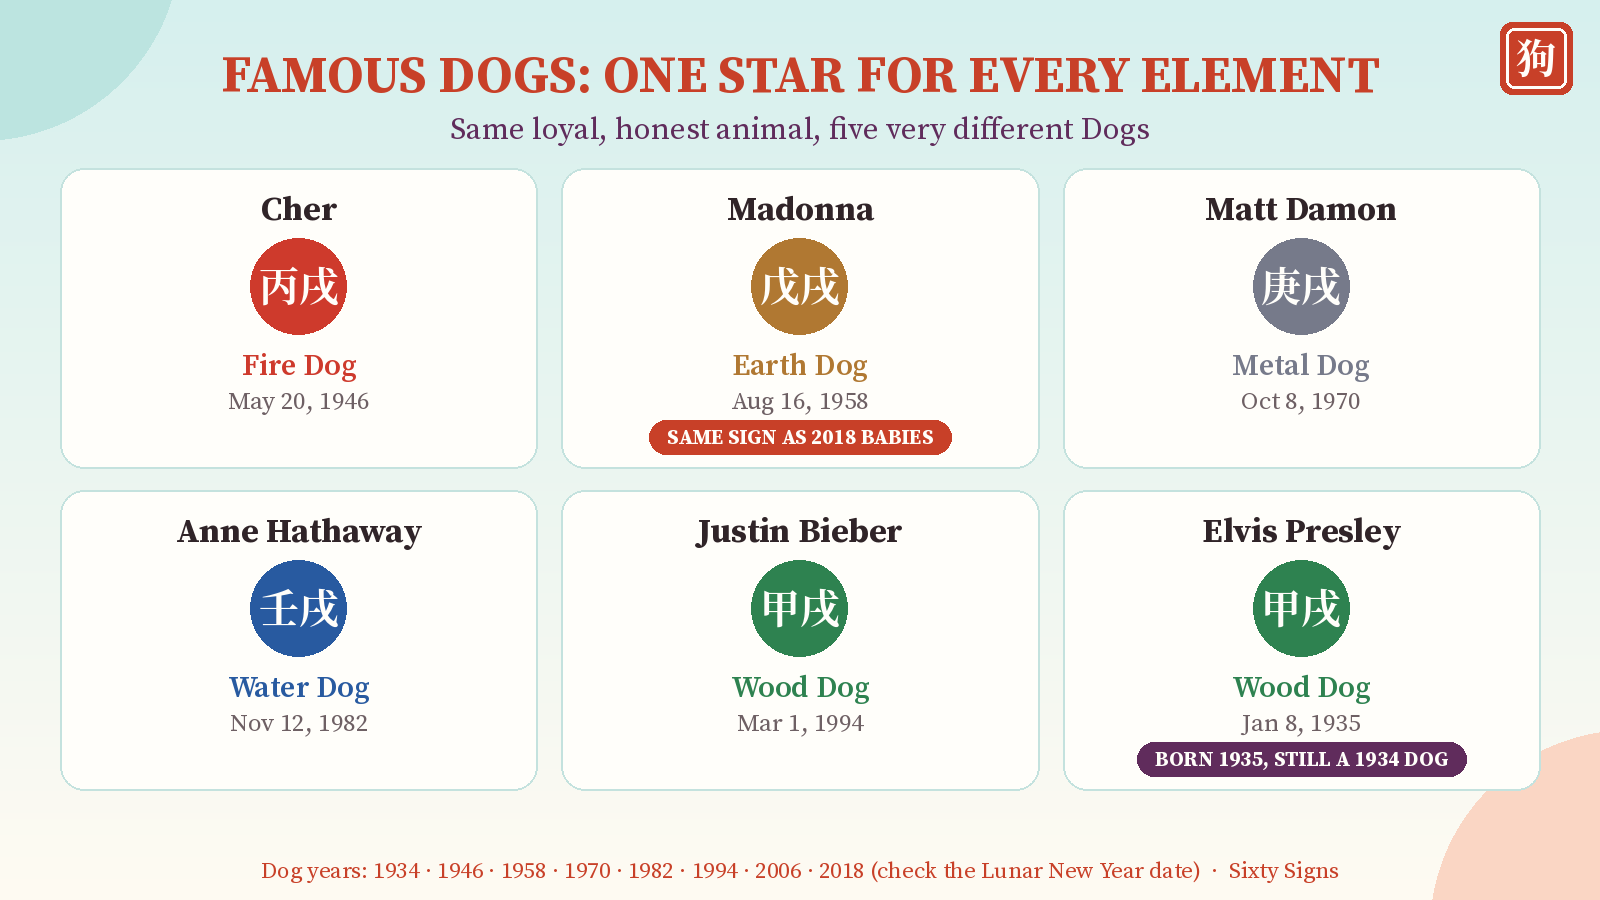 FAMOUS DOGS: ONE STAR FOR EVERY ELEMENT
狗
Same loyal, honest animal, five very different Dogs
Cher
丙戌
Fire Dog
May 20, 1946
Madonna
戊戌
Earth Dog
Aug 16, 1958
SAME SIGN AS 2018 BABIES
Matt Damon
庚戌
Metal Dog
Oct 8, 1970
Anne Hathaway
壬戌
Water Dog
Nov 12, 1982
Justin Bieber
甲戌
Wood Dog
Mar 1, 1994
Elvis Presley
甲戌
Wood Dog
Jan 8, 1935
BORN 1935, STILL A 1934 DOG
Dog years: 1934 · 1946 · 1958 · 1970 · 1982 · 1994 · 2006 · 2018 (check the Lunar New Year date) · Sixty Signs